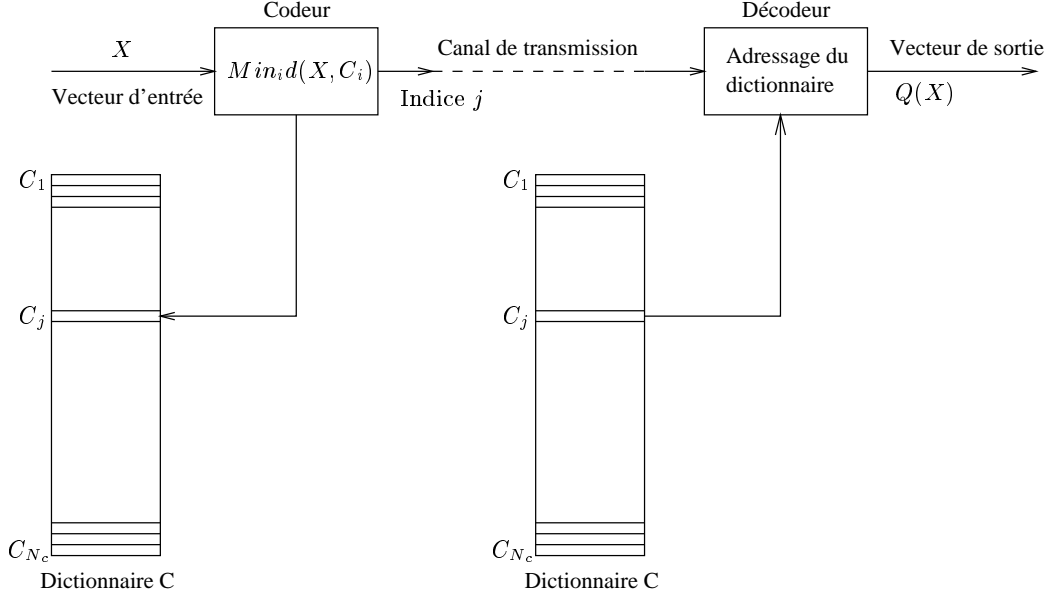 Codeur
Décodeur
X
Vecteur d'entrée
Min_i d(X, C_i)
Canal de transmission
Indice j
Adressage du
dictionnaire
Vecteur de sortie
Q(X)
C_1
C_j
C_{N_c}
Dictionnaire C
C_1
C_j
C_{N_c}
Dictionnaire C